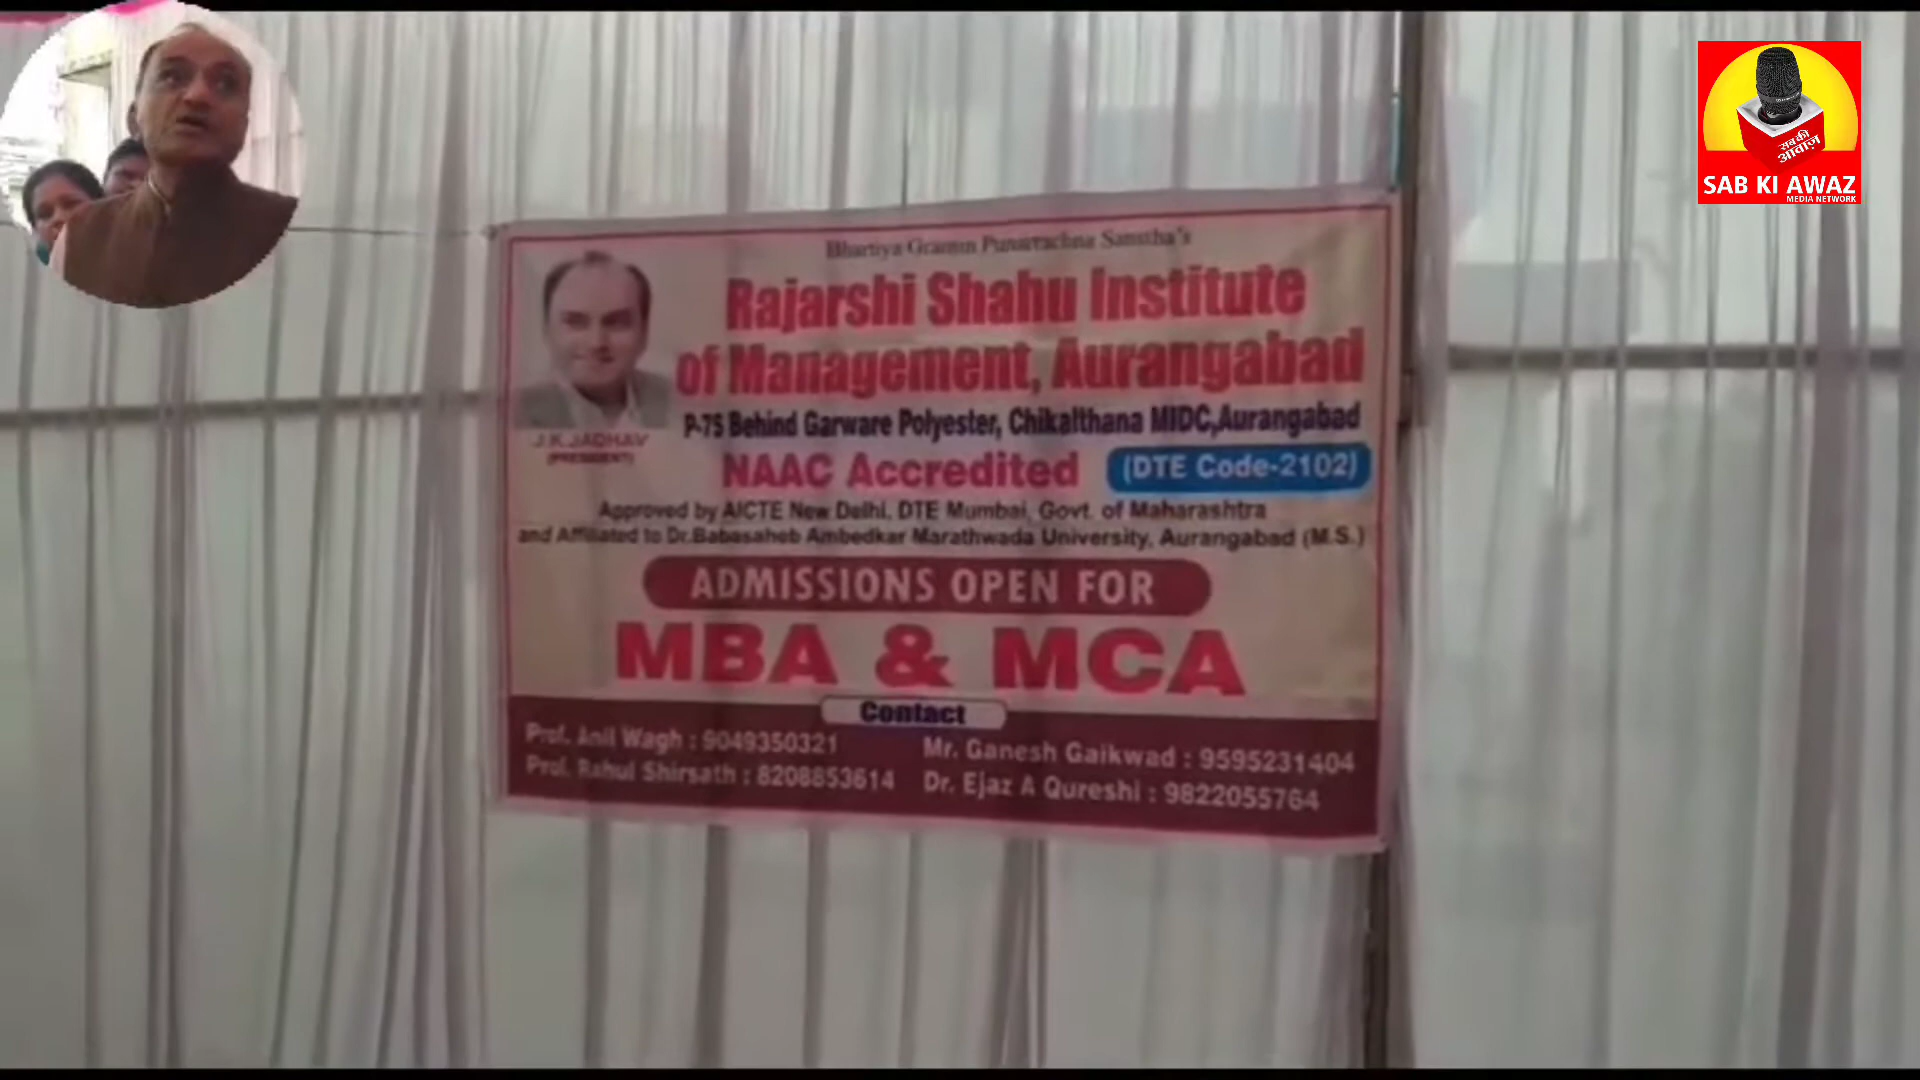 सब की
आवाज़
SAB KI AWAZ
MEDIA NETWORK
Bhartiya Gramin Punarrachna Sanstha's
Rajarshi Shahu Institute
of Management, Aurangabad
P-75 Behind Garware Polyester, Chikalthana MIDC,Aurangabad
J.K.JADHAV
(PRESIDENT)
NAAC Accredited (DTE Code-2102)
Approved by AICTE New Delhi, DTE Mumbai, Govt. of Maharashtra
and Affiliated to Dr.Babasaheb Ambedkar Marathwada University, Aurangabad (M.S.)
ADMISSIONS OPEN FOR
MBA & MCA
Contact
Prof. Anil Wagh : 9049350321 Mr. Ganesh Gaikwad : 9595231404
Prof. Rahul Shirsath : 8208853614 Dr. Ejaz A Qureshi : 9822055764